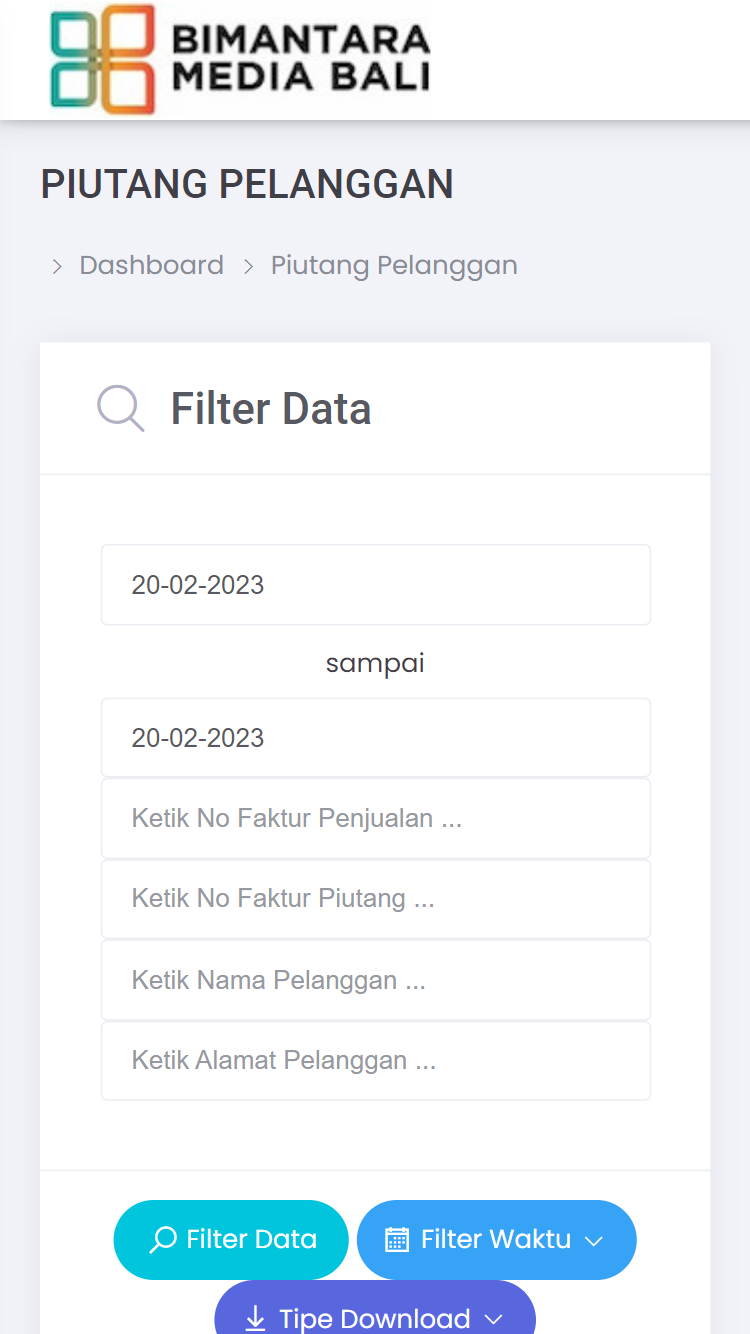 BIMANTARA
MEDIA BALI
PIUTANG PELANGGAN
Dashboard
Piutang Pelanggan
Filter Data
20-02-2023
sampai
20-02-2023
Ketik No Faktur Penjualan ...
Ketik No Faktur Piutang ...
Ketik Nama Pelanggan ...
Ketik Alamat Pelanggan ...
Filter Data
Filter Waktu
Tipe Download